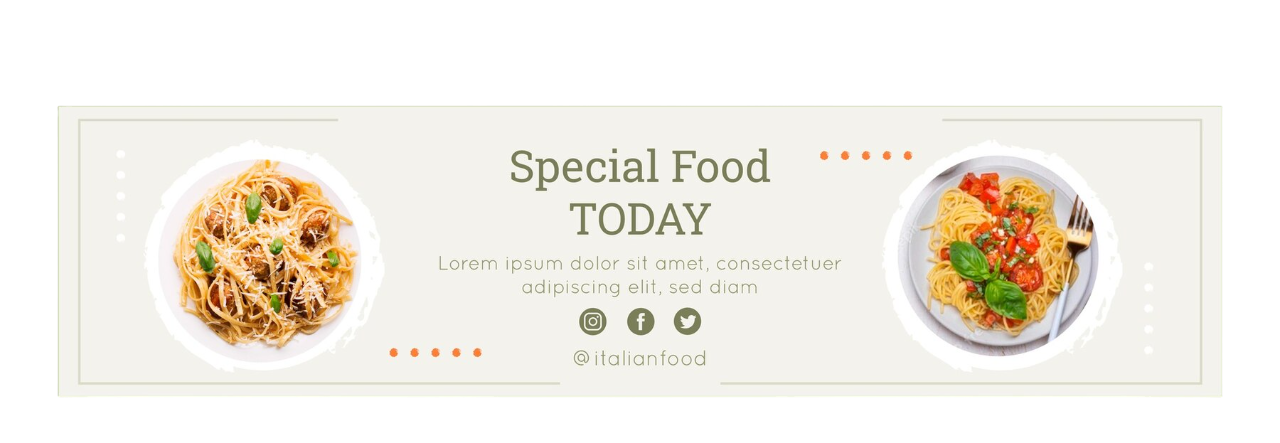 Special Food
TODAY
Lorem ipsum dolor sit amet, consectetuer
adipiscing elit, sed diam
@italianfood